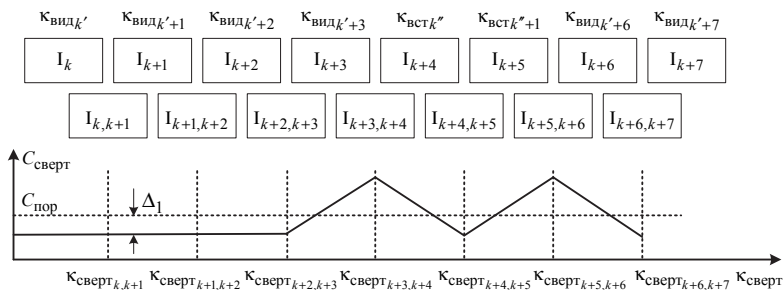 κвидk′ κвидk′+1 κвидk′+2 κвидk′+3 κвстk″ κвстk″+1 κвидk′+6 κвидk′+7
Ik Ik+1 Ik+2 Ik+3 Ik+4 Ik+5 Ik+6 Ik+7
Ik,k+1 Ik+1,k+2 Ik+2,k+3 Ik+3,k+4 Ik+4,k+5 Ik+5,k+6 Ik+6,k+7
Cсверт
Cпор Δ1
κсвертk,k+1 κсвертk+1,k+2 κсвертk+2,k+3 κсвертk+3,k+4 κсвертk+4,k+5 κсвертk+5,k+6 κсвертk+6,k+7 κсверт